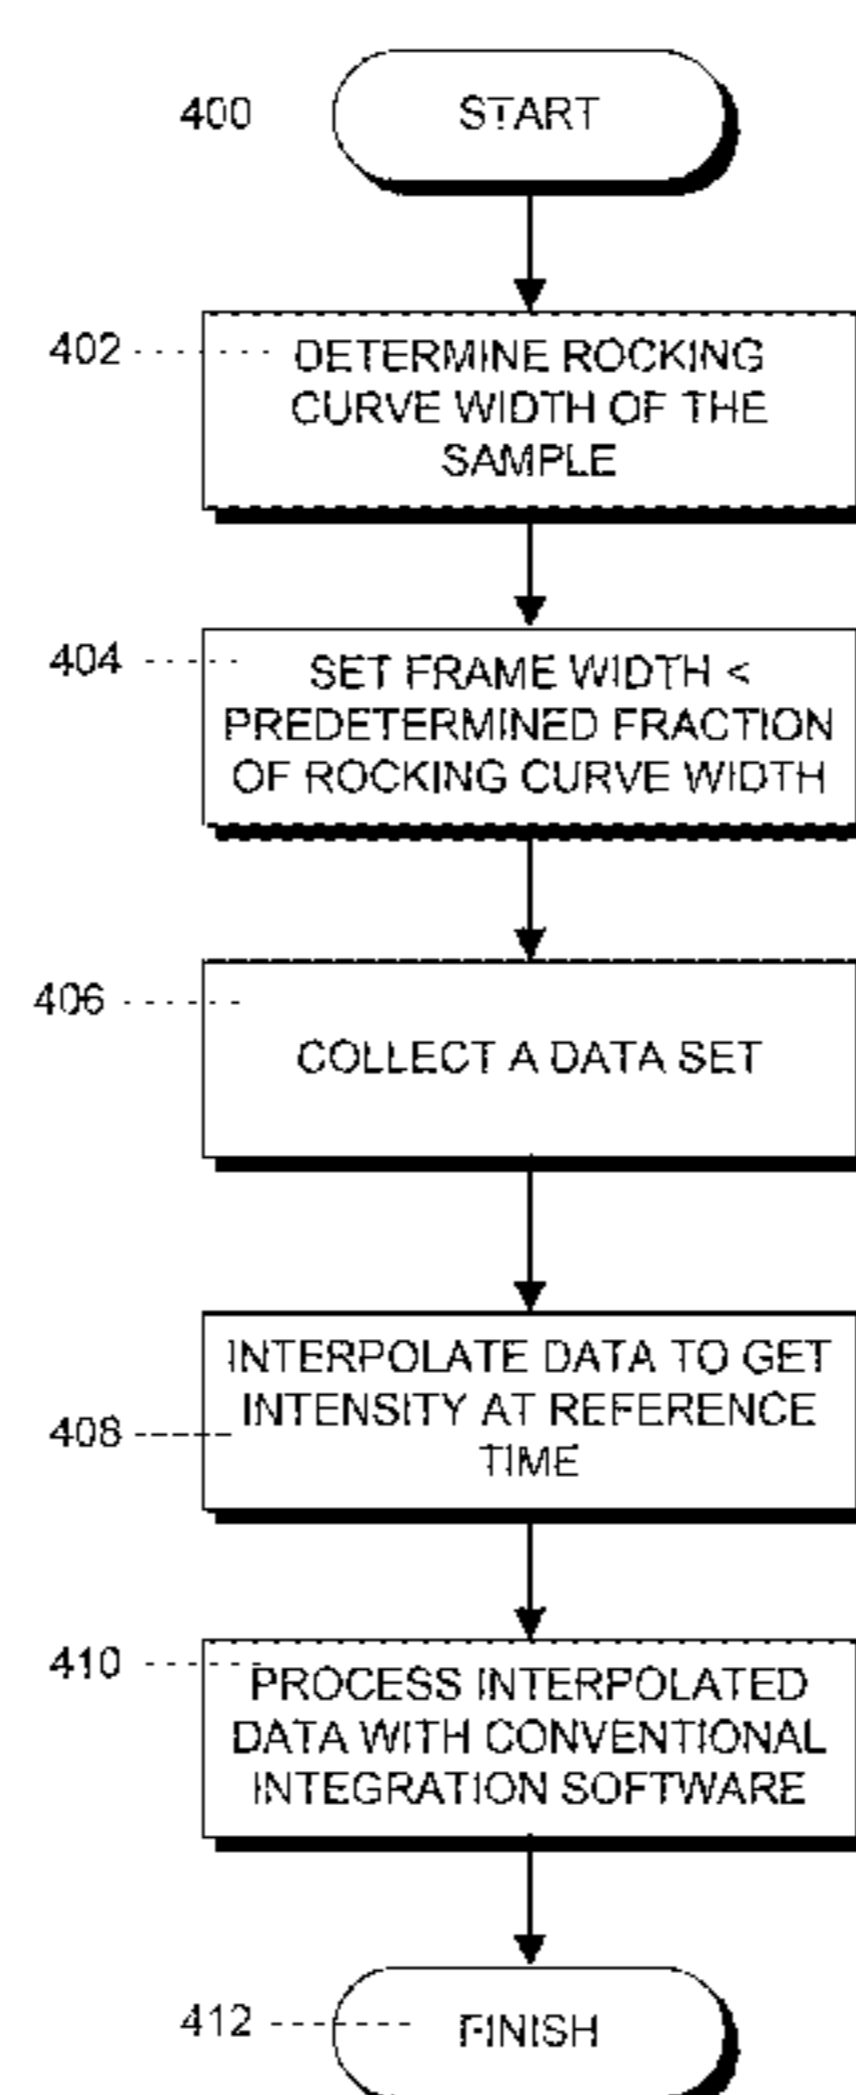 400
START
402
DETERMINE ROCKING
CURVE WIDTH OF THE
SAMPLE
404
SET FRAME WIDTH <
PREDETERMINED FRACTION
OF ROCKING CURVE WIDTH
406
COLLECT A DATA SET
INTERPOLATE DATA TO GET
INTENSITY AT REFERENCE
408
TIME
410
PROCESS INTERPOLATED
DATA WITH CONVENTIONAL
INTEGRATION SOFTWARE
412
FINISH